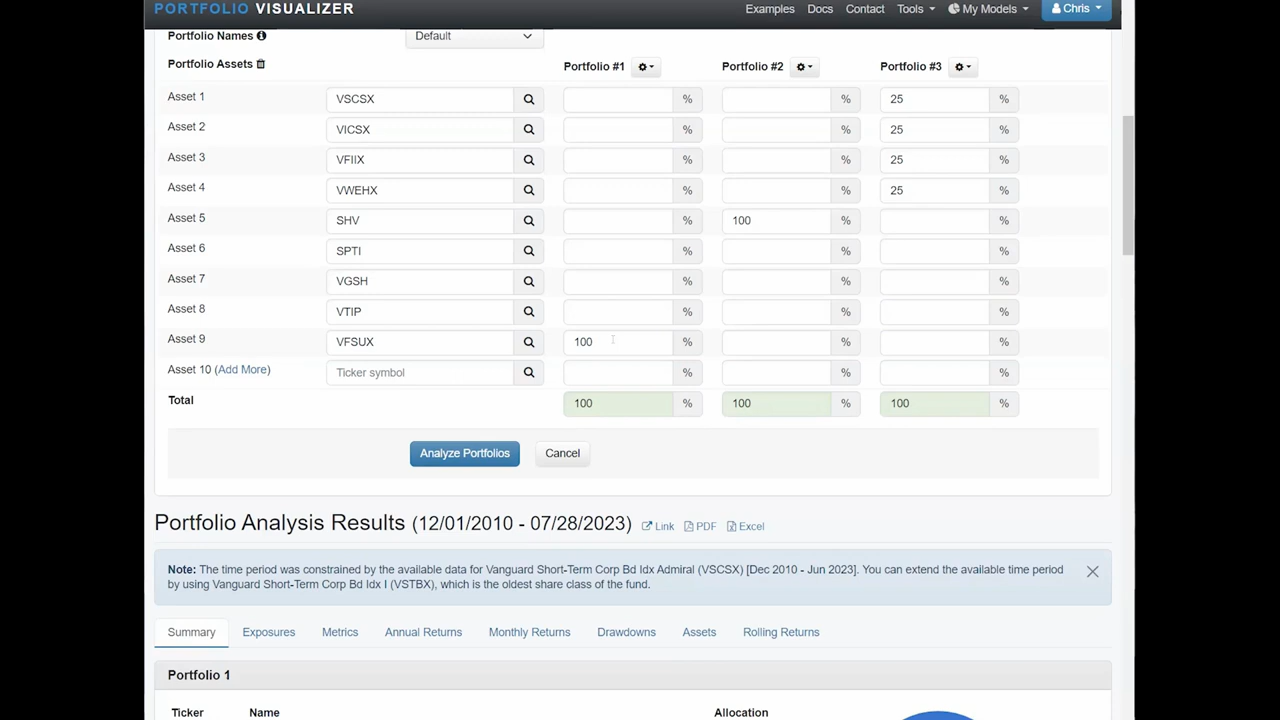 PORTFOLIO VISUALIZER Examples Docs Contact Tools My Models Chris
Portfolio Names Default
Portfolio Assets Portfolio #1 Portfolio #2 Portfolio #3
Asset 1 VSCSX % % 25 %
Asset 2 VICSX % % 25 %
Asset 3 VFIIX % % 25 %
Asset 4 VWEHX % % 25 %
Asset 5 SHV % 100 % %
Asset 6 SPTI % % %
Asset 7 VGSH % % %
Asset 8 VTIP % % %
Asset 9 VFSUX 100 % % %
Asset 10 (Add More) Ticker symbol % % %
Total 100 % 100 % 100 %
Analyze Portfolios Cancel
Portfolio Analysis Results (12/01/2010 - 07/28/2023) Link PDF Excel
Note: The time period was constrained by the available data for Vanguard Short-Term Corp Bd Idx Admiral (VSCSX) [Dec 2010 - Jun 2023]. You can extend the available time period
by using Vanguard Short-Term Corp Bd Idx I (VSTBX), which is the oldest share class of the fund.
Summary Exposures Metrics Annual Returns Monthly Returns Drawdowns Assets Rolling Returns
Portfolio 1
Ticker Name Allocation